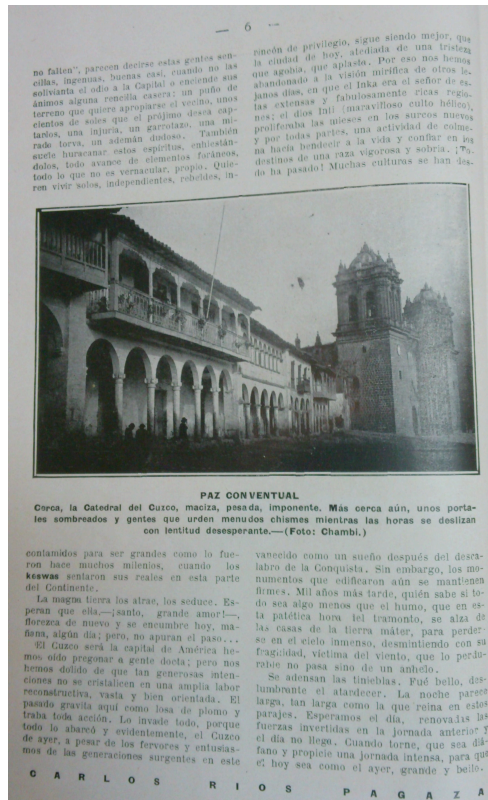 — 6 —
no falten", parecen decirse estas gentes sen-
cillas, ingenuas, buenas casi, cuando no las
solivianta el odio a la Capital o enciende sus
ánimos alguna rencilla casera: un puño de
terreno que quiera apropiarse el vecino, unos
cientos de soles que el prójimo desea cap-
tarlos, una injuria, un garrotazo, una mi-
rada torva, un ademán dudoso. También
suele huracanar estos espíritus, enhiestán-
dolos, todo avance de elementos foráneos,
todo lo que no es vernacular, propio. Quie-
ren vivir solos, independientes, rebeldes, in-
contamidos para ser grandes como lo fue-
ron hace muchos milenios, cuando los
keswas sentaron sus reales en esta parte
del Continente.
La magna tierra los atrae, los seduce. Es-
peran que ella,—¡santo, grande amor!—,
florezca de nuevo y se encumbre hoy, ma-
ñana, algún día; pero, no apuran el paso...
El Cuzco será la capital de América he-
mos oído pregonar a gente docta; pero nos
hemos dolido de que tan generosas inten-
ciones no se cristalicen en una amplia labor
reconstructiva, vasta y bien orientada. El
pasado gravita aquí como losa de plomo y
traba toda acción. Lo invade todo, porque
todo lo abarcó y evidentemente, el Cuzco
de ayer, a pesar de los fervores y entusias-
mos de las generaciones surgentes en este
rincón de privilegio, sigue siendo mejor, que
la ciudad de hoy, atediada de una tristeza
que agobia, que aplasta. Por eso nos hemos
abandonado a la visión mirífica de otros le-
janos días, en que el Inka era el señor de es-
tas extensas y fabulosamente ricas regio-
nes; el dios Inti (maravilloso culto hélico),
proliferaba las mieses en los surcos nuevos
y por todas partes, una actividad de colme-
na hacía bendecir a la vida y confiar en los
destinos de una raza vigorosa y sobria. ¡To-
do ha pasado! Muchas culturas se han des-
vanecido como un sueño después del desca-
labro de la Conquista. Sin embargo, los mo-
numentos que edificaron aún se mantienen
firmes. Mil años más tarde, quién sabe si to-
do sea algo menos que el humo, que en es-
ta patética hora del tramonto, se alza de
las casas de la tierra máter, para perder-
se en el cielo inmenso, desmintiendo con su
fragilidad, víctima del viento, que lo perdu-
rable no pasa sino de un anhelo.
Se adensan las tinieblas. Fué bello, des-
lumbrante el atardecer. La noche parece
larga, tan larga como la que reina en estos
parajes. Esperamos el día, renovadas las
fuerzas invertidas en la jornada anterior y
el día no llega. Cuando torne, que sea diá-
fano y propicie una jornada intensa, para que
el hoy sea como el ayer, grande y bello.
PAZ CONVENTUAL
Cerca, la Catedral del Cuzco, maciza, pesada, imponente. Más cerca aún, unos porta-
les sombreados y gentes que urden menudos chismes mientras las horas se deslizan
con lentitud desesperante.—(Foto: Chambi.)
CARLOS RIOS PAGAZA